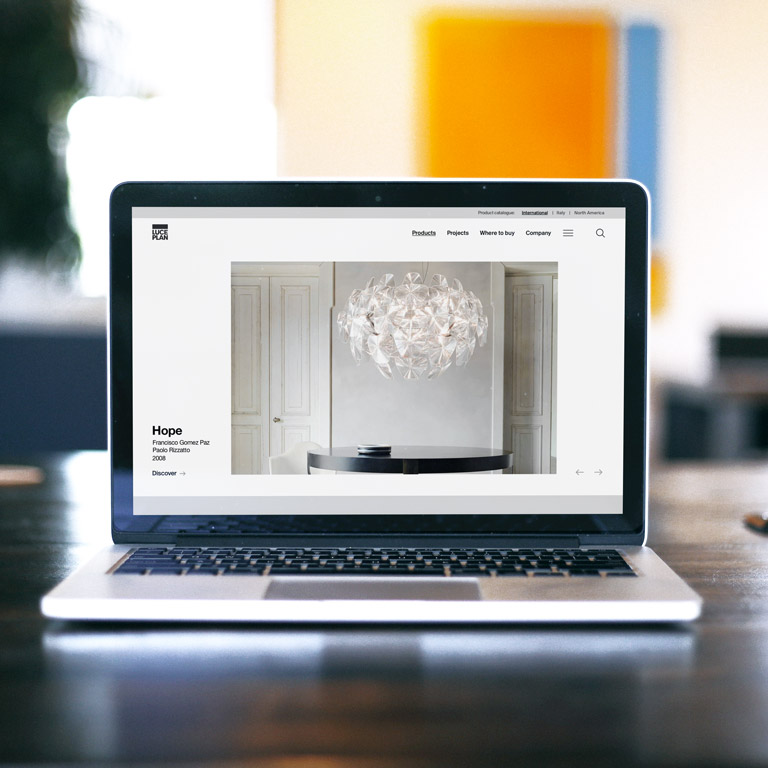 Product catalogue: International | Italy | North America
LUCE
PLAN
Products Projects Where to buy Company
Hope
Francisco Gomez Paz
Paolo Rizzatto
2008
Discover →